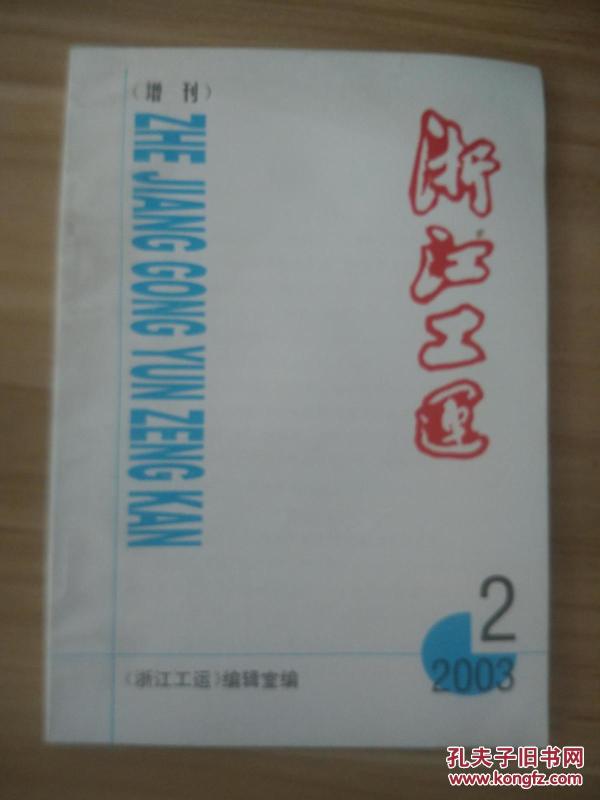 (增刊)
ZHE JIANG GONG YUN ZENG KAN
浙江工運
2
2003
《浙江工运》编辑室编
孔夫子旧书网
www.kongfz.com